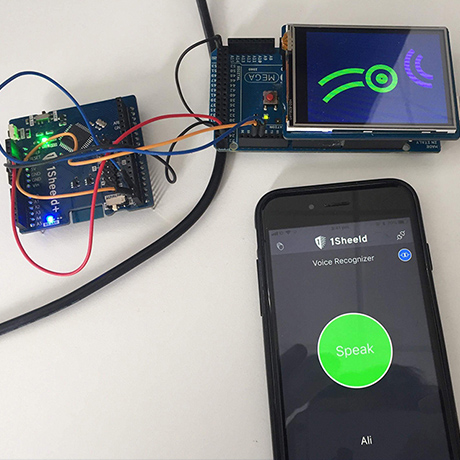 MEGA
1Sheeld+
1Sheeld
Voice Recognizer
Speak
Ali